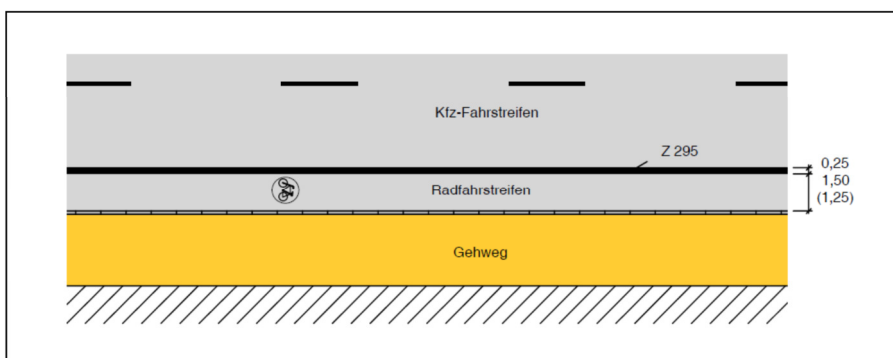 Kfz-Fahrstreifen
Z 295
0,25
Radfahrstreifen
1,50
(1,25)
Gehweg